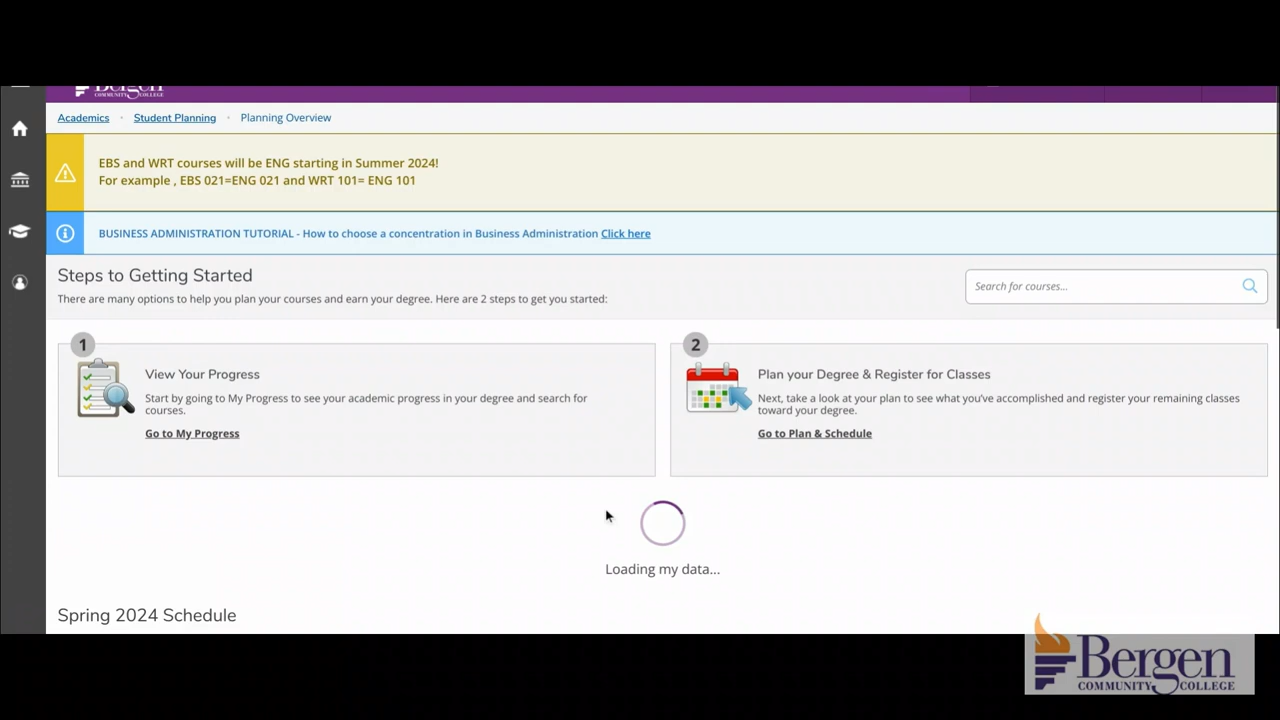 Bergen
COMMUNITY COLLEGE
Academics · Student Planning · Planning Overview
EBS and WRT courses will be ENG starting in Summer 2024!
For example , EBS 021=ENG 021 and WRT 101= ENG 101
BUSINESS ADMINISTRATION TUTORIAL - How to choose a concentration in Business Administration Click here
Steps to Getting Started
There are many options to help you plan your courses and earn your degree. Here are 2 steps to get you started:
Search for courses...
1
View Your Progress
Start by going to My Progress to see your academic progress in your degree and search for
courses.
Go to My Progress
2
Plan your Degree & Register for Classes
Next, take a look at your plan to see what you've accomplished and register your remaining classes
toward your degree.
Go to Plan & Schedule
Loading my data...
Spring 2024 Schedule
Bergen
COMMUNITY COLLEGE